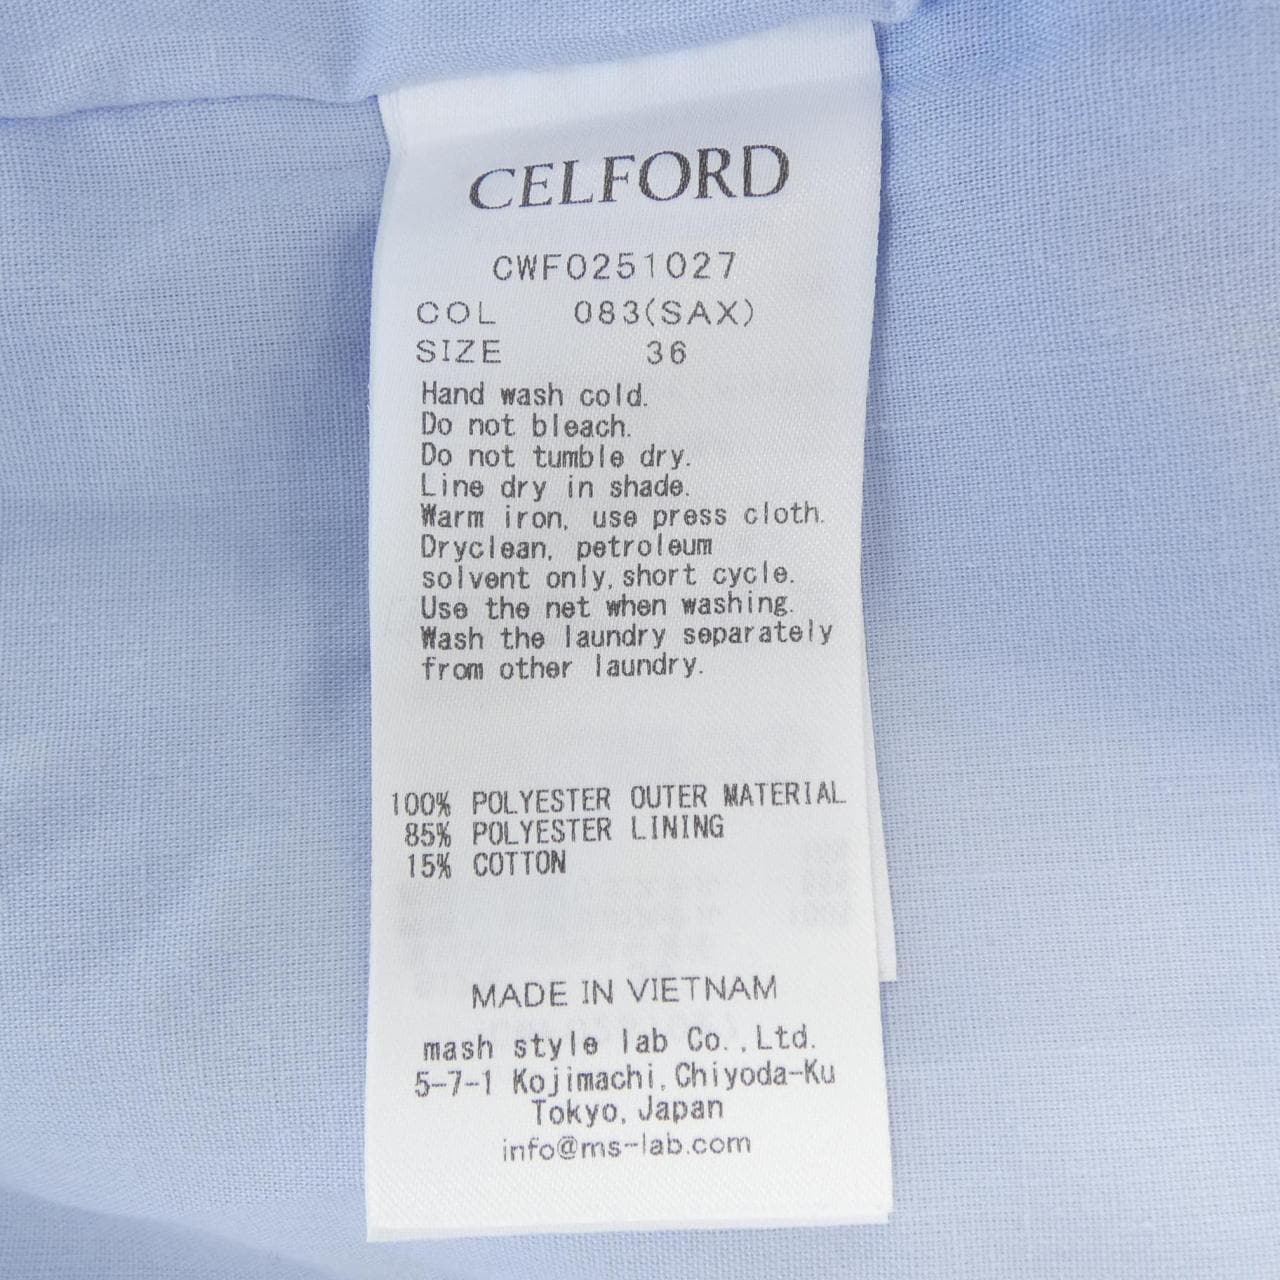 CELFORD
CWF0251027
COL 083(SAX)
SIZE 36
Hand wash cold.
Do not bleach.
Do not tumble dry.
Line dry in shade.
Warm iron, use press cloth.
Dryclean, petroleum
solvent only, short cycle.
Use the net when washing.
Wash the laundry separately
from other laundry.
100% POLYESTER OUTER MATERIAL
85% POLYESTER LINING
15% COTTON
MADE IN VIETNAM
mash style lab Co.,Ltd.
5-7-1 Kojimachi, Chiyoda-Ku
Tokyo, Japan
info@ms-lab.com